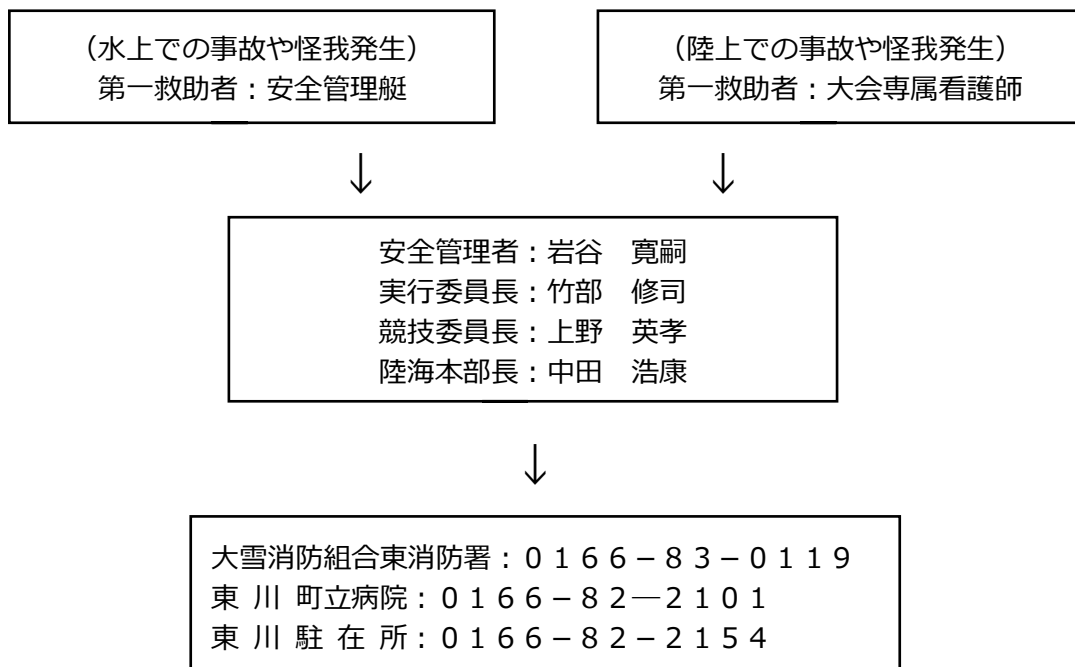 （水上での事故や怪我発生）
第一救助者：安全管理艇
（陸上での事故や怪我発生）
第一救助者：大会専属看護師
↓
↓
安全管理者：岩谷　寛嗣
実行委員長：竹部　修司
競技委員長：上野　英孝
陸海本部長：中田　浩康
↓
大雪消防組合東消防署：０１６６－８３－０１１９
東 川 町立病院：０１６６－８２―２１０１
東 川 駐 在 所：０１６６－８２－２１５４